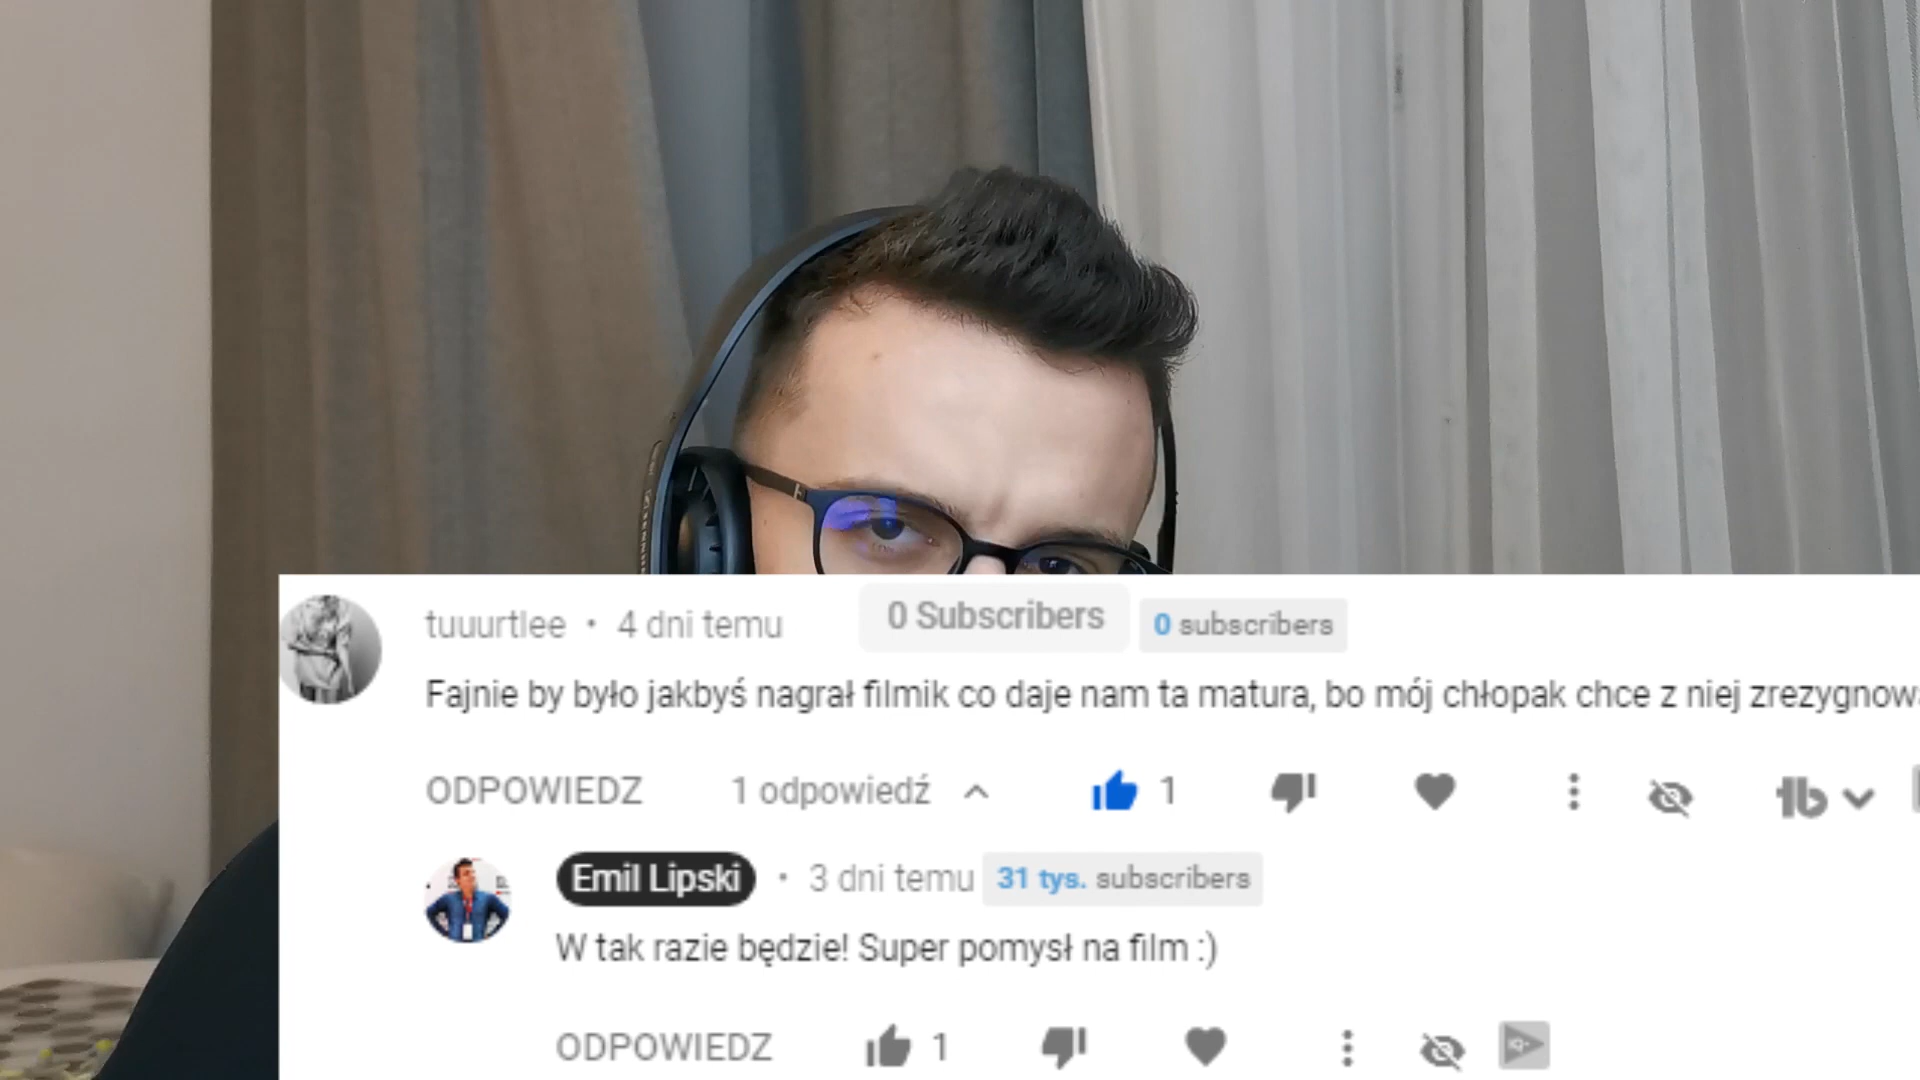 tuuurtlee • 4 dni temu 0 Subscribers 0 subscribers
Fajnie by było jakbyś nagrał filmik co daje nam ta matura, bo mój chłopak chce z niej zrezygnowa
ODPOWIEDZ 1 odpowiedź 1
Emil Lipski • 3 dni temu 31 tys. subscribers
W tak razie będzie! Super pomysł na film :)
ODPOWIEDZ 1